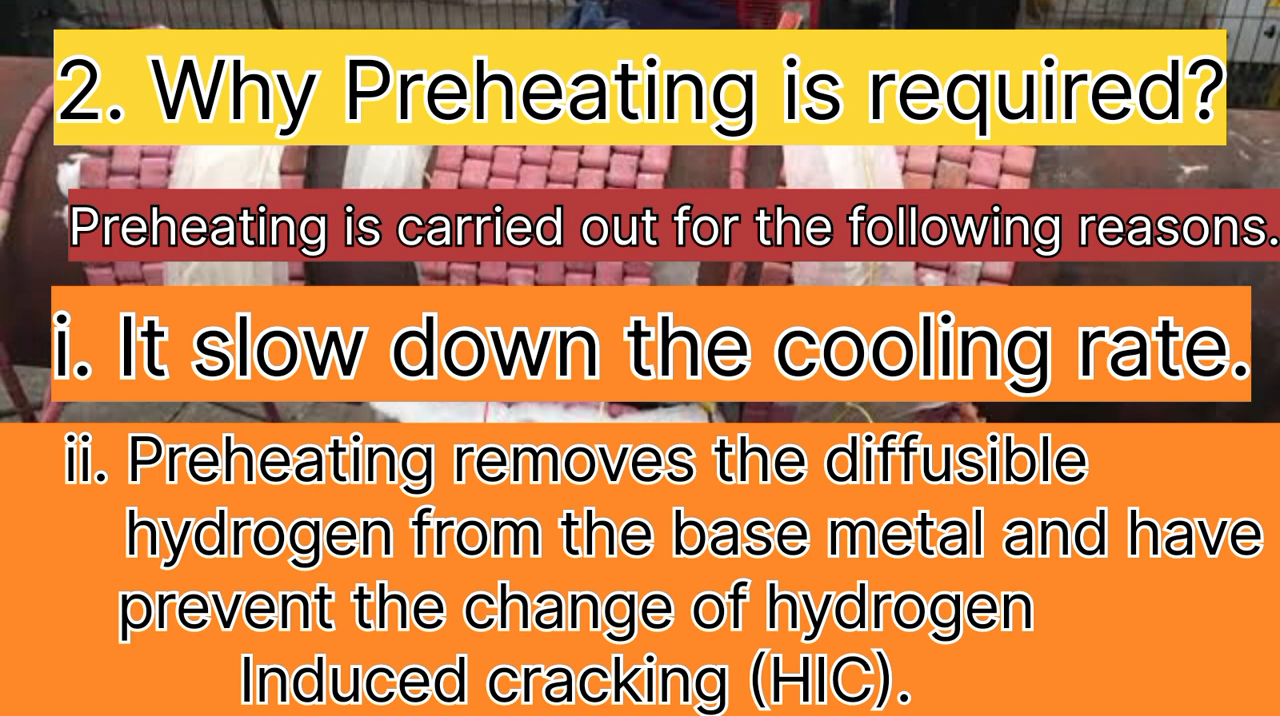 2. Why Preheating is required?
Preheating is carried out for the following reasons.
i. It slow down the cooling rate.
ii. Preheating removes the diffusible
hydrogen from the base metal and have
prevent the change of hydrogen
Induced cracking (HIC).